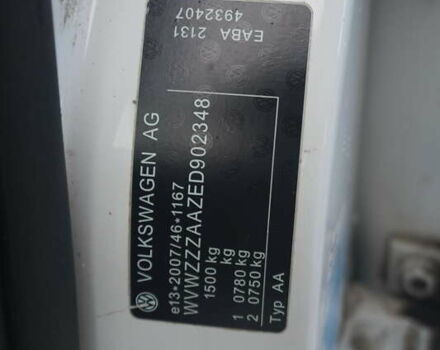 VOLKSWAGEN AG
e13*2007/46*1167
WVWZZZAAZED902348
1500 kg
kg
1 0780 kg
2 0750 kg
Typ AA
EABA 2131
4932407